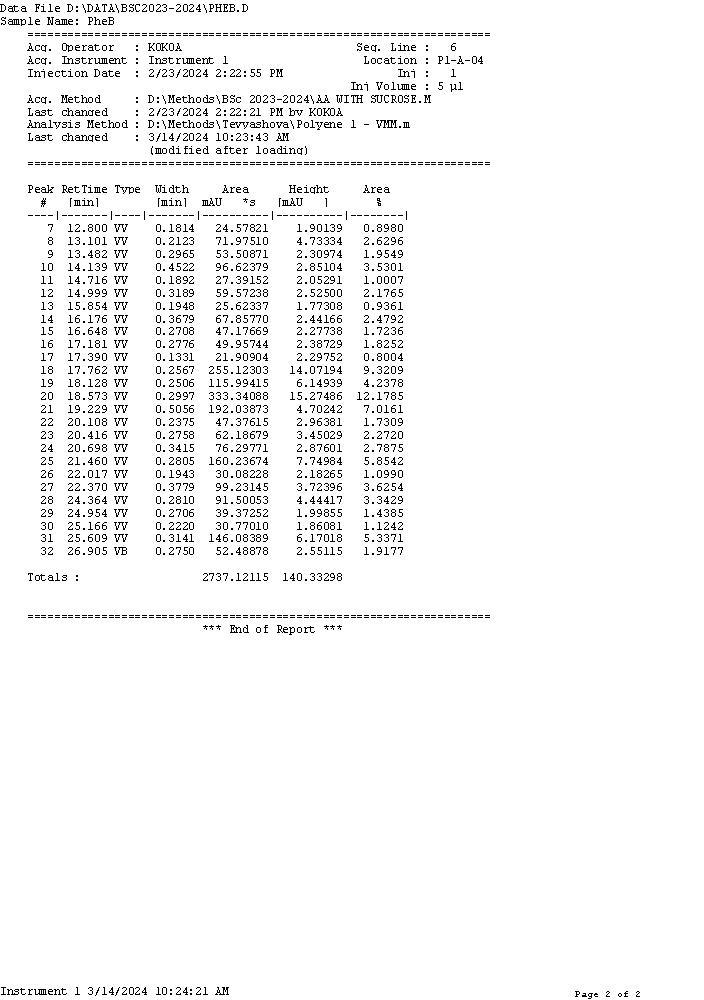 Data File D:\DATA\BSC2023-2024\PHEB.D
Sample Name: PheB
=====================================================================
Acq. Operator : KOKOA Seq. Line : 6
Acq. Instrument : Instrument 1 Location : P1-A-04
Injection Date : 2/23/2024 2:22:55 PM Inj : 1
Inj Volume : 5 µl
Acq. Method : D:\Methods\BSc 2023-2024\AA WITH SUCROSE.M
Last changed : 2/23/2024 2:22:21 PM by KOKOA
Analysis Method : D:\Methods\Tevyashova\Polyene 1 - VMM.m
Last changed : 3/14/2024 10:23:43 AM
(modified after loading)
=====================================================================
Peak RetTime Type Width Area Height Area
# [min] [min] mAU *s [mAU ] %
----|-------|----|-------|----------|----------|--------|
7 12.800 VV 0.1814 24.57821 1.90139 0.8980
8 13.101 VV 0.2123 71.97510 4.73334 2.6296
9 13.482 VV 0.2965 53.50871 2.30974 1.9549
10 14.139 VV 0.4522 96.62379 2.85104 3.5301
11 14.716 VV 0.1892 27.39152 2.05291 1.0007
12 14.999 VV 0.3189 59.57238 2.52500 2.1765
13 15.854 VV 0.1948 25.62337 1.77308 0.9361
14 16.176 VV 0.3679 67.85770 2.44166 2.4792
15 16.648 VV 0.2708 47.17669 2.27738 1.7236
16 17.181 VV 0.2776 49.95744 2.38729 1.8252
17 17.390 VV 0.1331 21.90904 2.29752 0.8004
18 17.762 VV 0.2567 255.12303 14.07194 9.3209
19 18.128 VV 0.2506 115.99415 6.14939 4.2378
20 18.573 VV 0.2997 333.34088 15.27486 12.1785
21 19.229 VV 0.5056 192.03873 4.70242 7.0161
22 20.108 VV 0.2375 47.37615 2.96381 1.7309
23 20.416 VV 0.2758 62.18679 3.45029 2.2720
24 20.698 VV 0.3415 76.29771 2.87601 2.7875
25 21.460 VV 0.2805 160.23674 7.74984 5.8542
26 22.017 VV 0.1943 30.08228 2.18265 1.0990
27 22.370 VV 0.3779 99.23145 3.72396 3.6254
28 24.364 VV 0.2810 91.50053 4.44417 3.3429
29 24.954 VV 0.2706 39.37252 1.99855 1.4385
30 25.166 VV 0.2220 30.77010 1.86081 1.1242
31 25.609 VV 0.3141 146.08389 6.17018 5.3371
32 26.905 VB 0.2750 52.48878 2.55115 1.9177
Totals : 2737.12115 140.33298
=====================================================================
*** End of Report ***
Instrument 1 3/14/2024 10:24:21 AM
Page 2 of 2